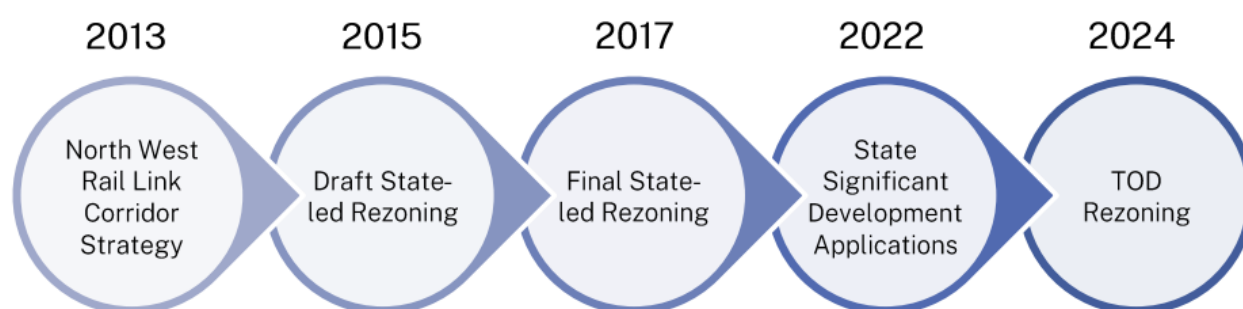 2013
2015
2017
2022
2024
North West
Rail Link
Corridor
Strategy
Draft State-
led Rezoning
Final State-
led Rezoning
State
Significant
Development
Applications
TOD
Rezoning